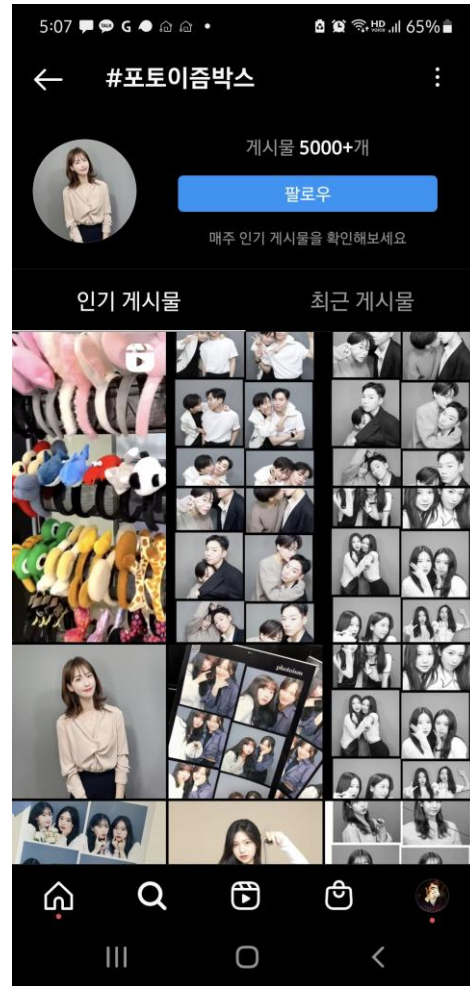 5:07 G 65%
#포토이즘박스
게시물 5000+개
팔로우
매주 인기 게시물을 확인해보세요
인기 게시물
최근 게시물
photoism